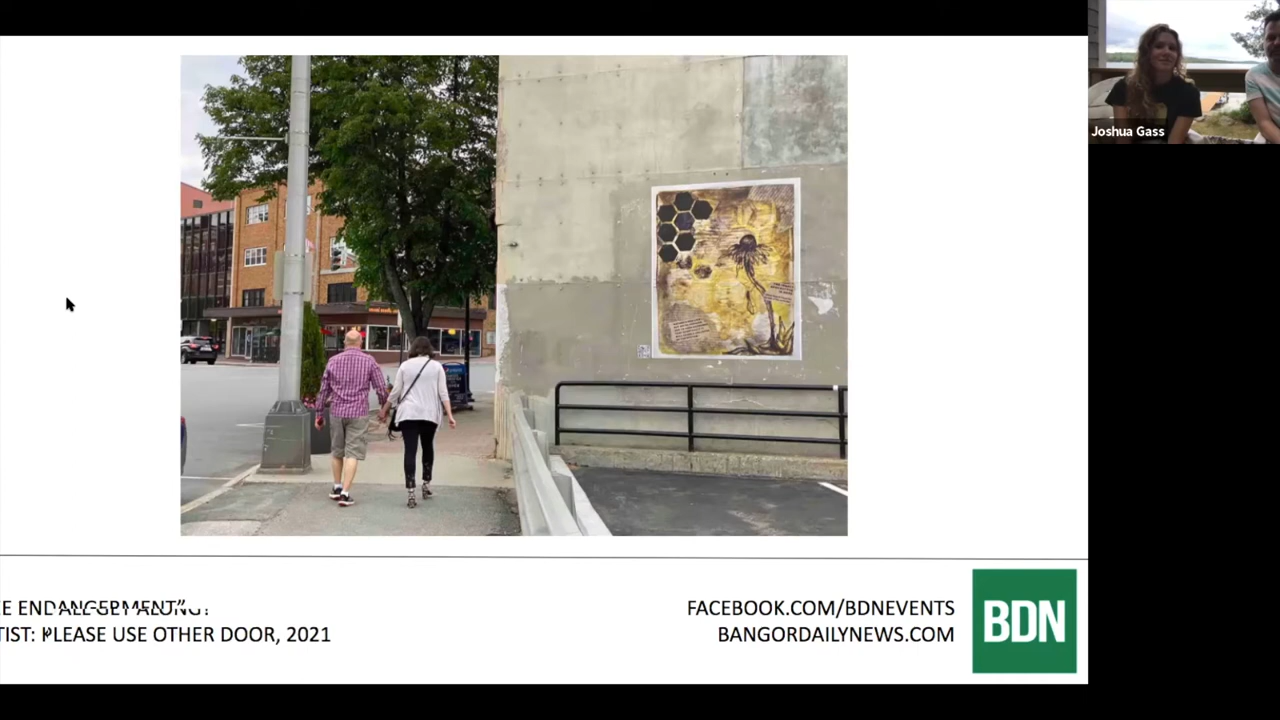 Joshua Gass
TIST: PLEASE USE OTHER DOOR, 2021
FACEBOOK.COM/BDNEVENTS
BANGORDAILYNEWS.COM
BDN